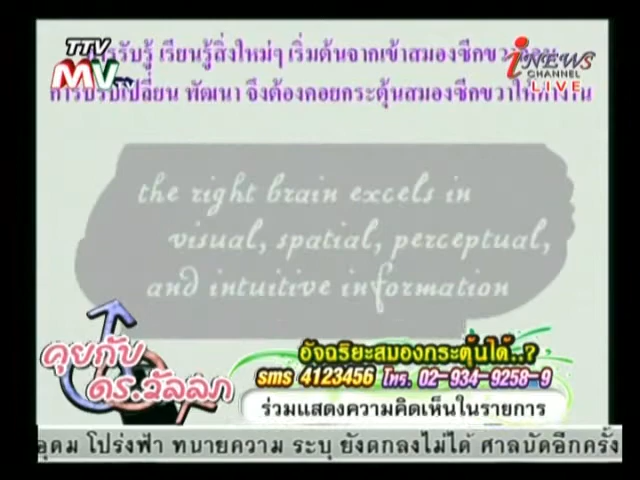 TTV
MV
TV
iNEWS
CHANNEL
LIVE
รับรู้ เรียนรู้สิ่งใหม่ๆ เริ่มต้นจากเข้าสมองซีกขวาก่อน
การปรับเปลี่ยน พัฒนา จึงต้องคอยกระตุ้นสมองซีกขวาให้ทำงาน
the right brain excels in
visual, spatial, perceptual,
and intuitive information
คุยกับ
ดร.วัลลภ
อัจฉริยะสมองกระตุ้นได้..?
sms 4123456 โทร. 02-934-9258-9
ร่วมแสดงความคิดเห็นในรายการ
อุดม โปร่งฟ้า ทนายความ ระบุ ยังตกลงไม่ได้ ศาลนัดอีกครั้ง